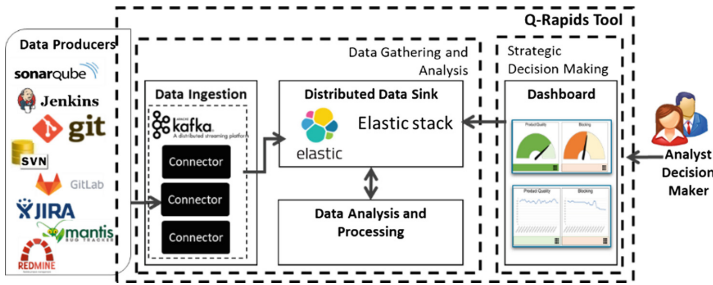 Q-Rapids Tool
Data Producers
sonarqube
Jenkins
git
SVN
GitLab
JIRA
mantis
BUG TRACKER
REDMINE
Data Gathering and
Analysis
Data Ingestion
kafka
A distributed streaming platform
Connector
Connector
Connector
Distributed Data Sink
elastic
Elastic stack
Data Analysis and
Processing
Strategic
Decision Making
Dashboard
Product Quality
Blocking
Product Quality
Blocking
Analyst
Decision
Maker